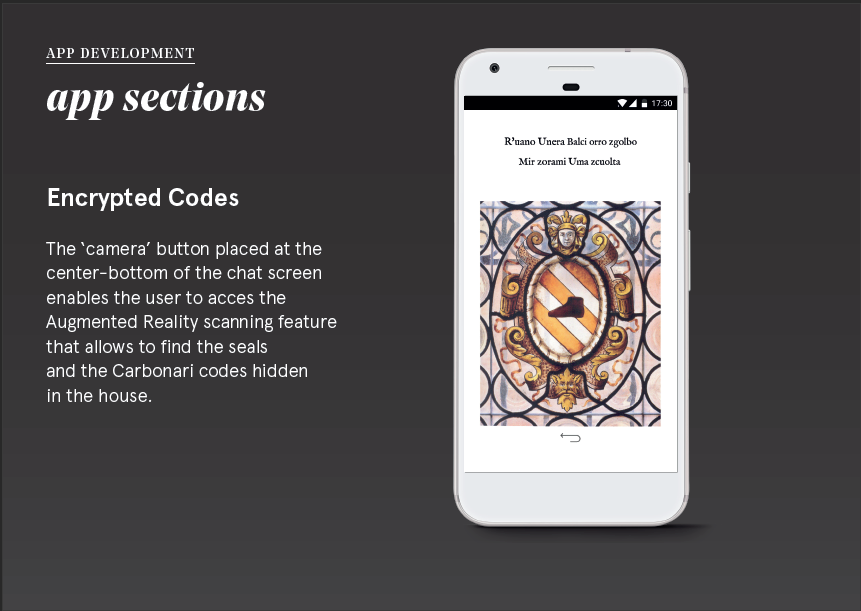 APP DEVELOPMENT
app sections
Encrypted Codes
The ‘camera’ button placed at the
center-bottom of the chat screen
enables the user to acces the
Augmented Reality scanning feature
that allows to find the seals
and the Carbonari codes hidden
in the house.
17:30
R’uano Unera Balci orro zgolbo
Mir zorami Uma zcuolta